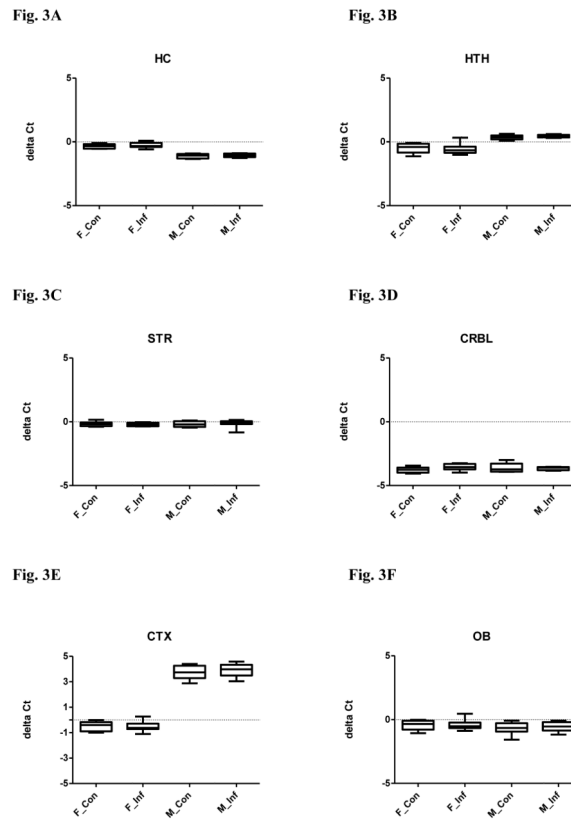 Fig. 3A
HC
delta Ct
5
0
-5
F_Con
F_Inf
M_Con
M_Inf
Fig. 3B
HTH
delta Ct
5
0
-5
F_Con
F_Inf
M_Con
M_Inf
Fig. 3C
STR
delta Ct
5
0
-5
F_Con
F_Inf
M_Con
M_Inf
Fig. 3D
CRBL
delta Ct
5
0
-5
F_Con
F_Inf
M_Con
M_Inf
Fig. 3E
CTX
delta Ct
5
3
1
-1
-3
-5
F_Con
F_Inf
M_Con
M_Inf
Fig. 3F
OB
delta Ct
5
0
-5
F_Con
F_Inf
M_Con
M_Inf